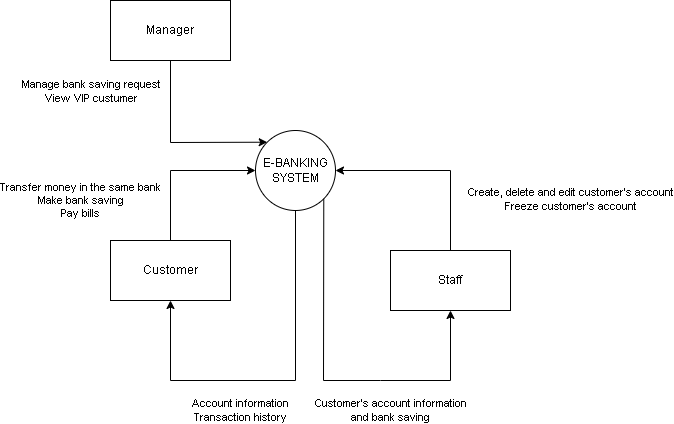 Manager
Manage bank saving request
View VIP custumer
E-BANKING
SYSTEM
Transfer money in the same bank
Make bank saving
Pay bills
Create, delete and edit customer's account
Freeze customer's account
Customer
Staff
Account information
Transaction history
Customer's account information
and bank saving